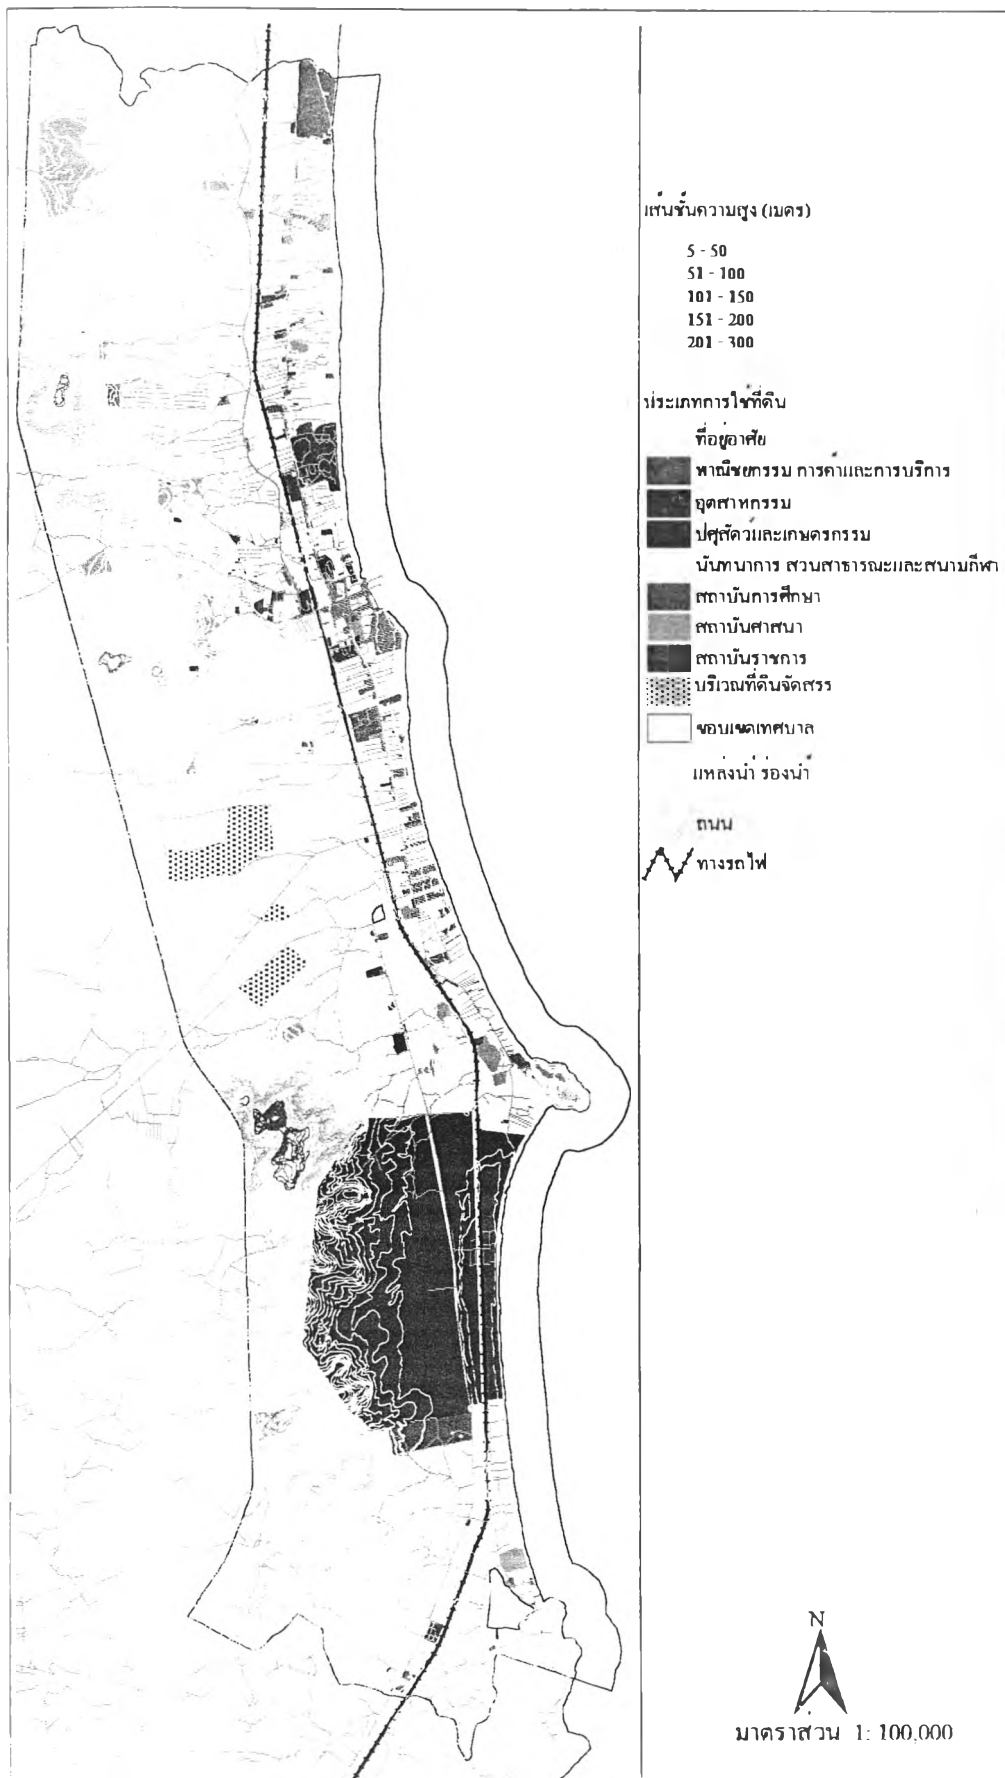 เส้นชั้นความสูง (เมตร)
5 - 50
51 - 100
101 - 150
151 - 200
201 - 300
ประเภทการใช้ที่ดิน
ที่อยู่อาศัย
พาณิชยกรรม การค้าและการบริการ
อุตสาหกรรม
ปศุสัตว์และเกษตรกรรม
นันทนาการ สวนสาธารณะและสนามกีฬา
สถาบันการศึกษา
สถาบันศาสนา
สถาบันราชการ
บริเวณที่ดินจัดสรร
ขอบเขตเทศบาล
แหล่งน้ำ ร่องน้ำ
ถนน
ทางรถไฟ
N
มาตราส่วน 1: 100,000